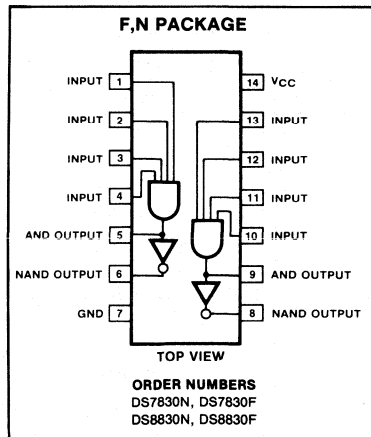 F,N PACKAGE
INPUT 1
14 VCC
INPUT 2
13 INPUT
INPUT 3
12 INPUT
INPUT 4
11 INPUT
10 INPUT
AND OUTPUT 5
9 AND OUTPUT
NAND OUTPUT 6
8 NAND OUTPUT
GND 7
TOP VIEW
ORDER NUMBERS
DS7830N, DS7830F
DS8830N, DS8830F